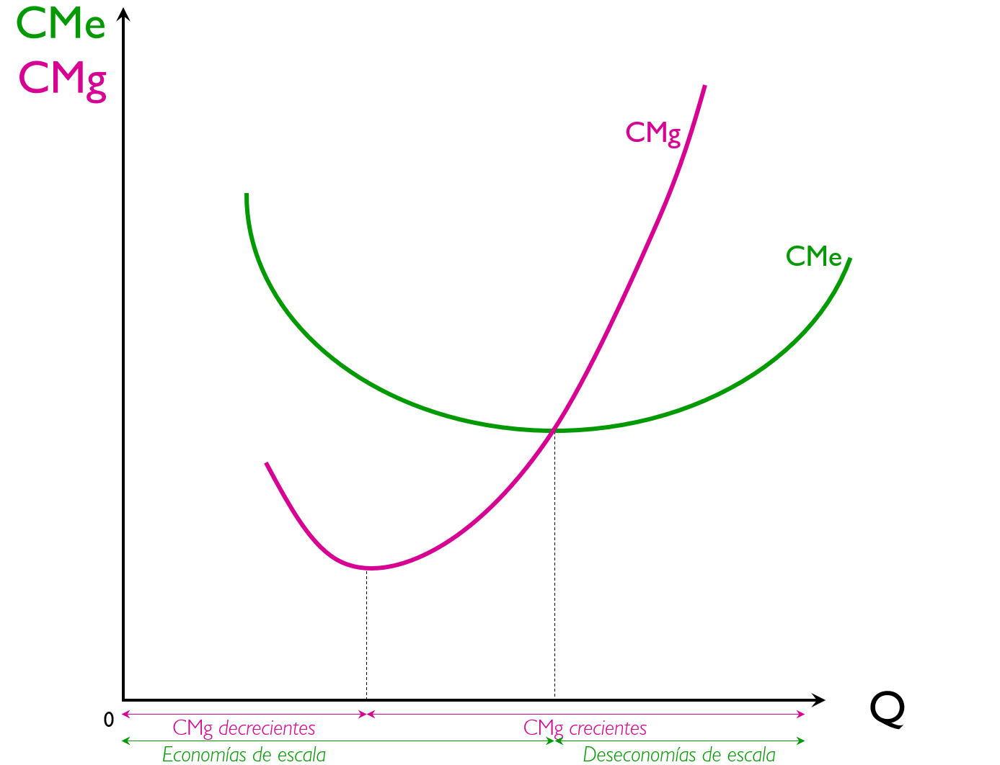 CMe
CMg
CMg
CMe
Q
0
CMg decrecientes
CMg crecientes
Economías de escala
Deseconomías de escala